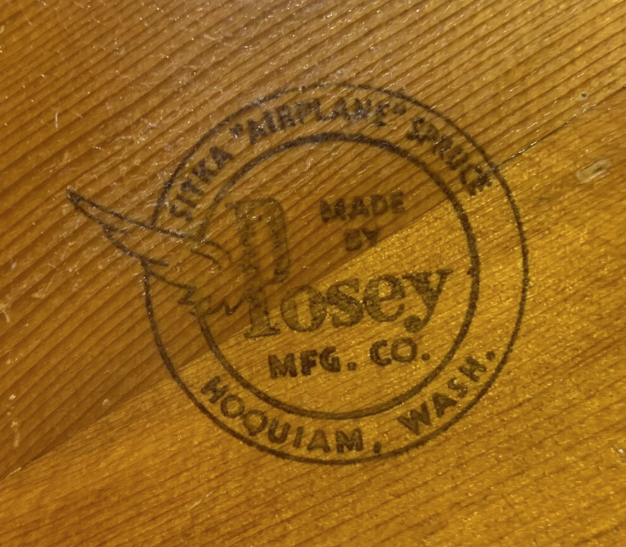 SITKA "AIRPLANE" SPRUCE
MADE
BY
Posey
MFG. CO.
HOQUIAM, WASH.